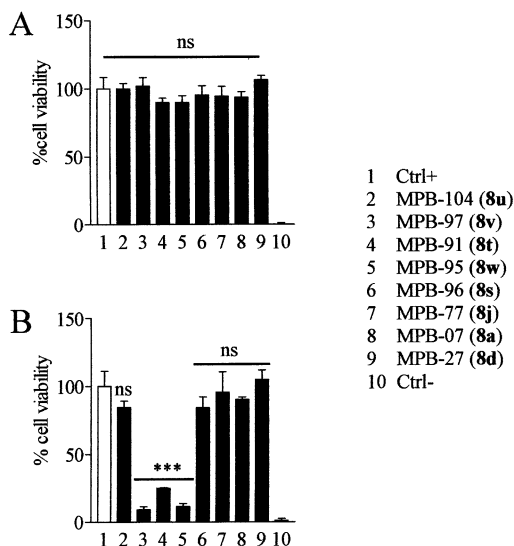 A
ns
150
100
50
0
%cell viability
1 2 3 4 5 6 7 8 9 10
1 Ctrl+
2 MPB-104 (8u)
3 MPB-97 (8v)
4 MPB-91 (8t)
5 MPB-95 (8w)
6 MPB-96 (8s)
7 MPB-77 (8j)
8 MPB-07 (8a)
9 MPB-27 (8d)
10 Ctrl-
B
150
100
50
0
% cell viability
ns
***
ns
1 2 3 4 5 6 7 8 9 10